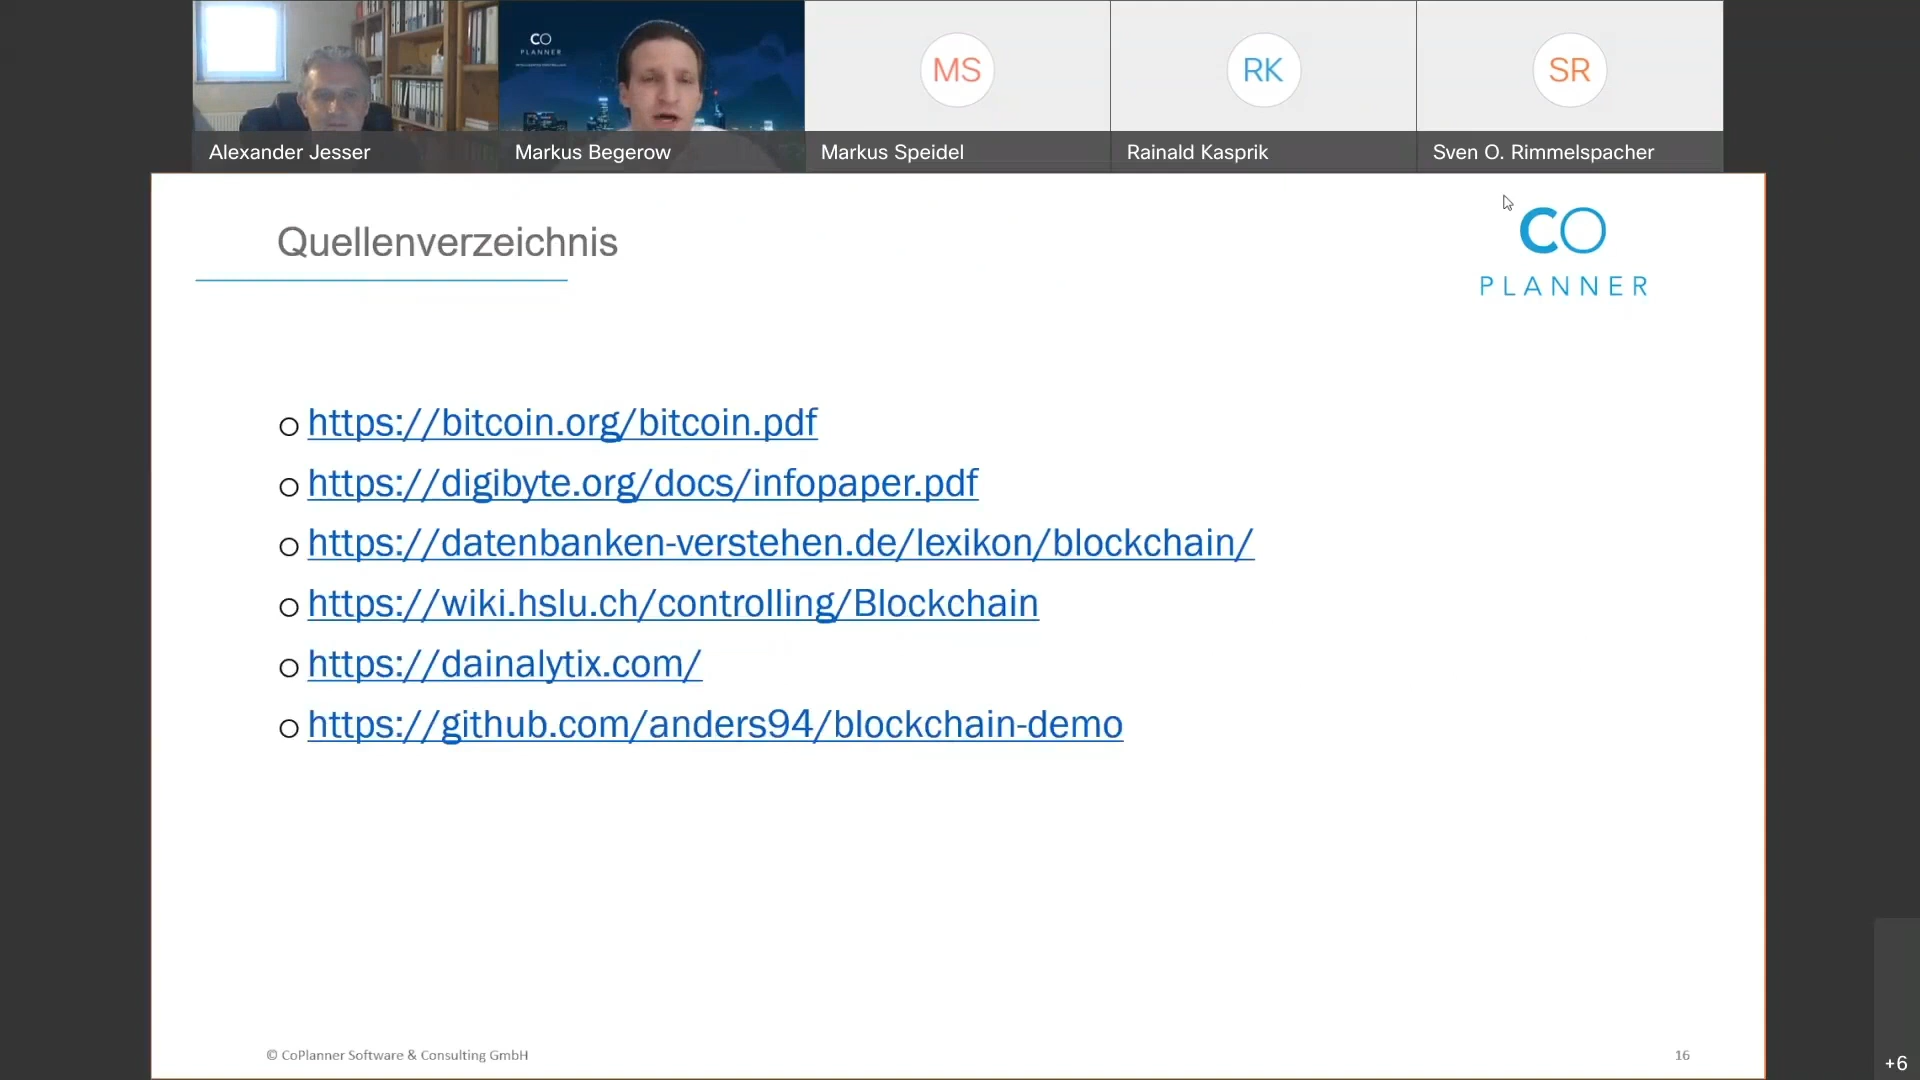 CO
PLANNER
MS
RK
SR
Alexander Jesser
Markus Begerow
Markus Speidel
Rainald Kasprik
Sven O. Rimmelspacher
Quellenverzeichnis
CO
PLANNER
https://bitcoin.org/bitcoin.pdf
https://digibyte.org/docs/infopaper.pdf
https://datenbanken-verstehen.de/lexikon/blockchain/
https://wiki.hslu.ch/controlling/Blockchain
https://dainalytix.com/
https://github.com/anders94/blockchain-demo
© CoPlanner Software & Consulting GmbH
16
+6